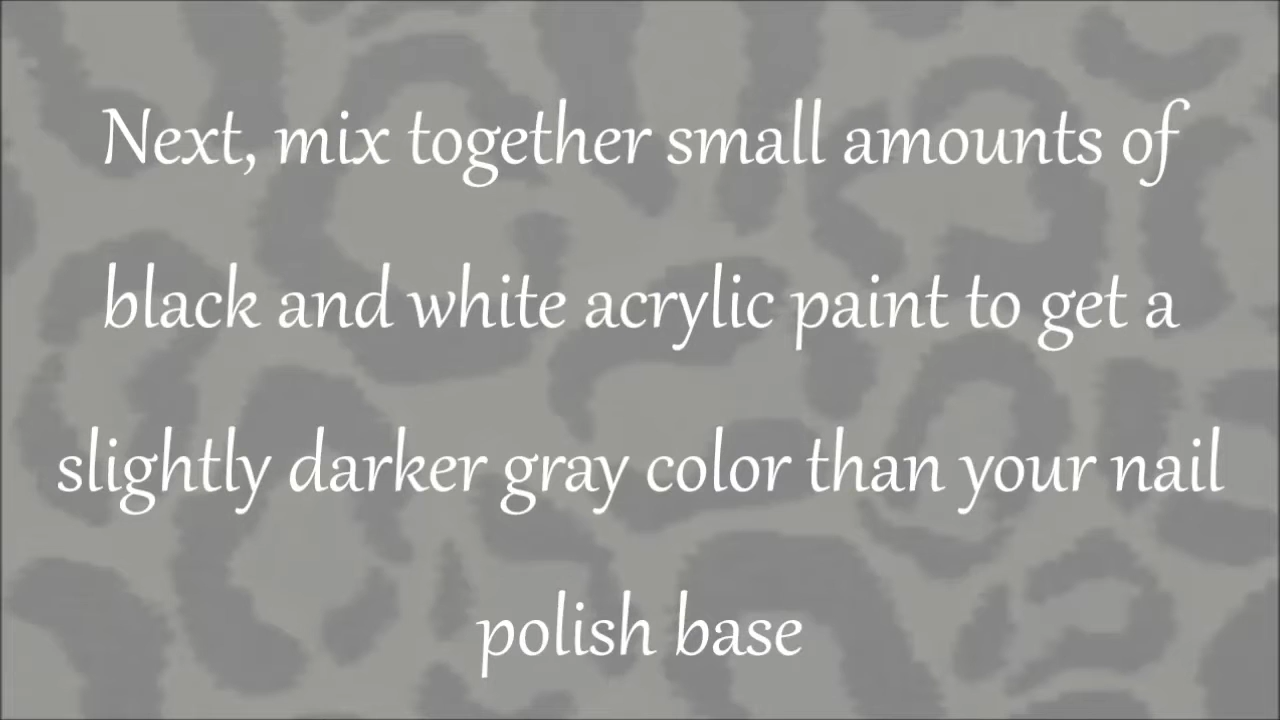 Next, mix together small amounts of
black and white acrylic paint to get a
slightly darker gray color than your nail
polish base